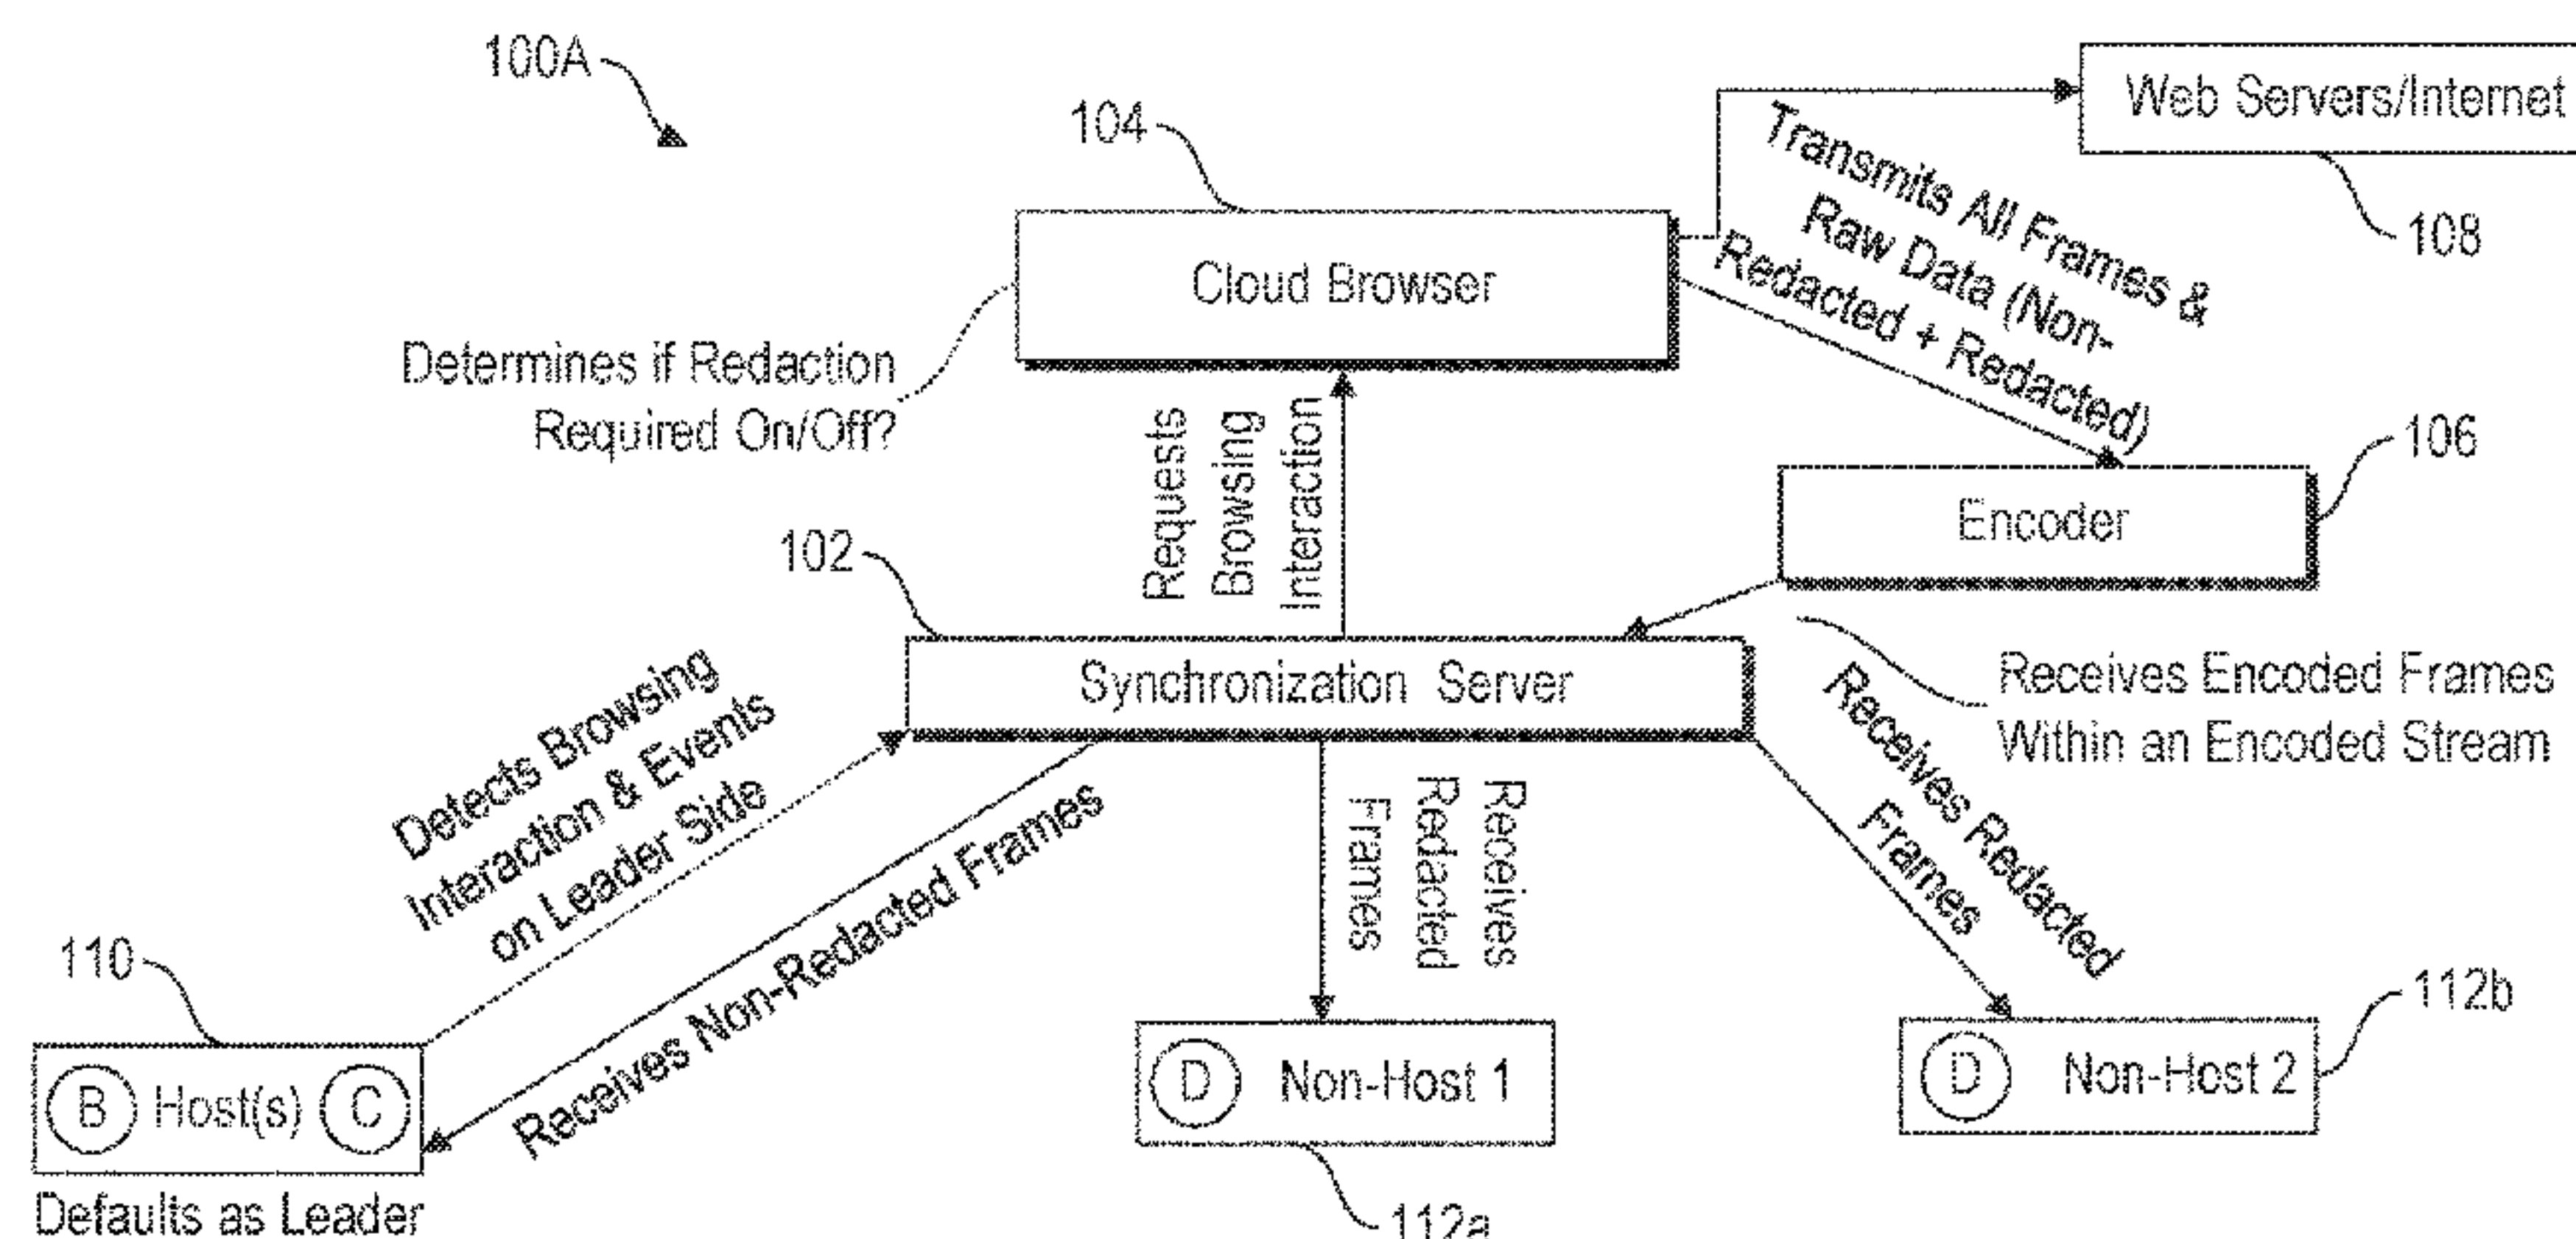 100A
104
Web Servers/Internet
108
Transmits All Frames &
Raw Data (Non-
Redacted + Redacted)
Cloud Browser
Determines if Redaction
Required On/Off?
Requests
Browsing
Interaction
106
Encoder
102
Synchronization Server
Receives Encoded Frames
Within an Encoded Stream
Detects Browsing
Interaction & Events
on Leader Side
Receives Non-Redacted Frames
Receives
Redacted
Frames
Receives Redacted
Frames
110
B Host(s) C
Defaults as Leader
D Non-Host 1
112a
D Non-Host 2
112b